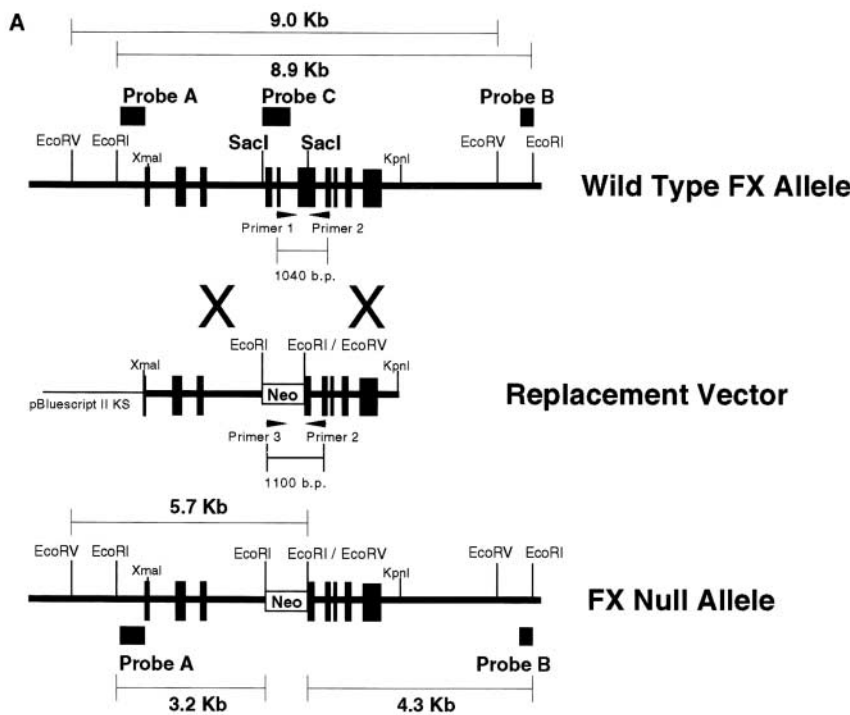 A
9.0 Kb
8.9 Kb
Probe A
Probe C
Probe B
EcoRV
EcoRI
XmaI
SacI
SacI
KpnI
EcoRV
EcoRI
Wild Type FX Allele
Primer 1
Primer 2
1040 b.p.
X
X
EcoRI
EcoRI / EcoRV
XmaI
KpnI
Neo
pBluescript II KS
Replacement Vector
Primer 3
Primer 2
1100 b.p.
5.7 Kb
EcoRV
EcoRI
XmaI
EcoRI
EcoRI / EcoRV
KpnI
EcoRV
EcoRI
Neo
FX Null Allele
Probe A
Probe B
3.2 Kb
4.3 Kb